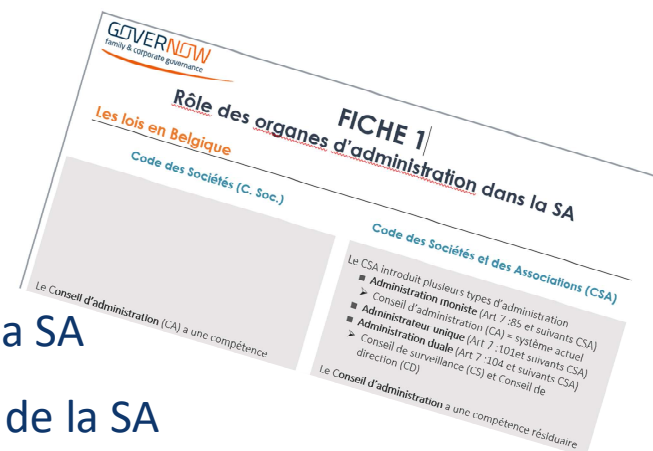 GOVERNOW
family & corporate governance
FICHE 1
Rôle des organes d'administration dans la SA
Les lois en Belgique
Code des Sociétés (C. Soc.)
Le Conseil d'administration (CA) a une compétence
Code des Sociétés et des Associations (CSA)
Le CSA introduit plusieurs types d'administration
■ Administration moniste (Art 7 :85 et suivants CSA)
➢ Conseil d'administration (CA) = système actuel
■ Administrateur unique (Art 7 :101et suivants CSA)
■ Administration duale (Art 7 :104 et suivants CSA)
➢ Conseil de surveillance (CS) et Conseil de
direction (CD)
Le Conseil d'administration a une compétence résiduaire
a SA
de la SA